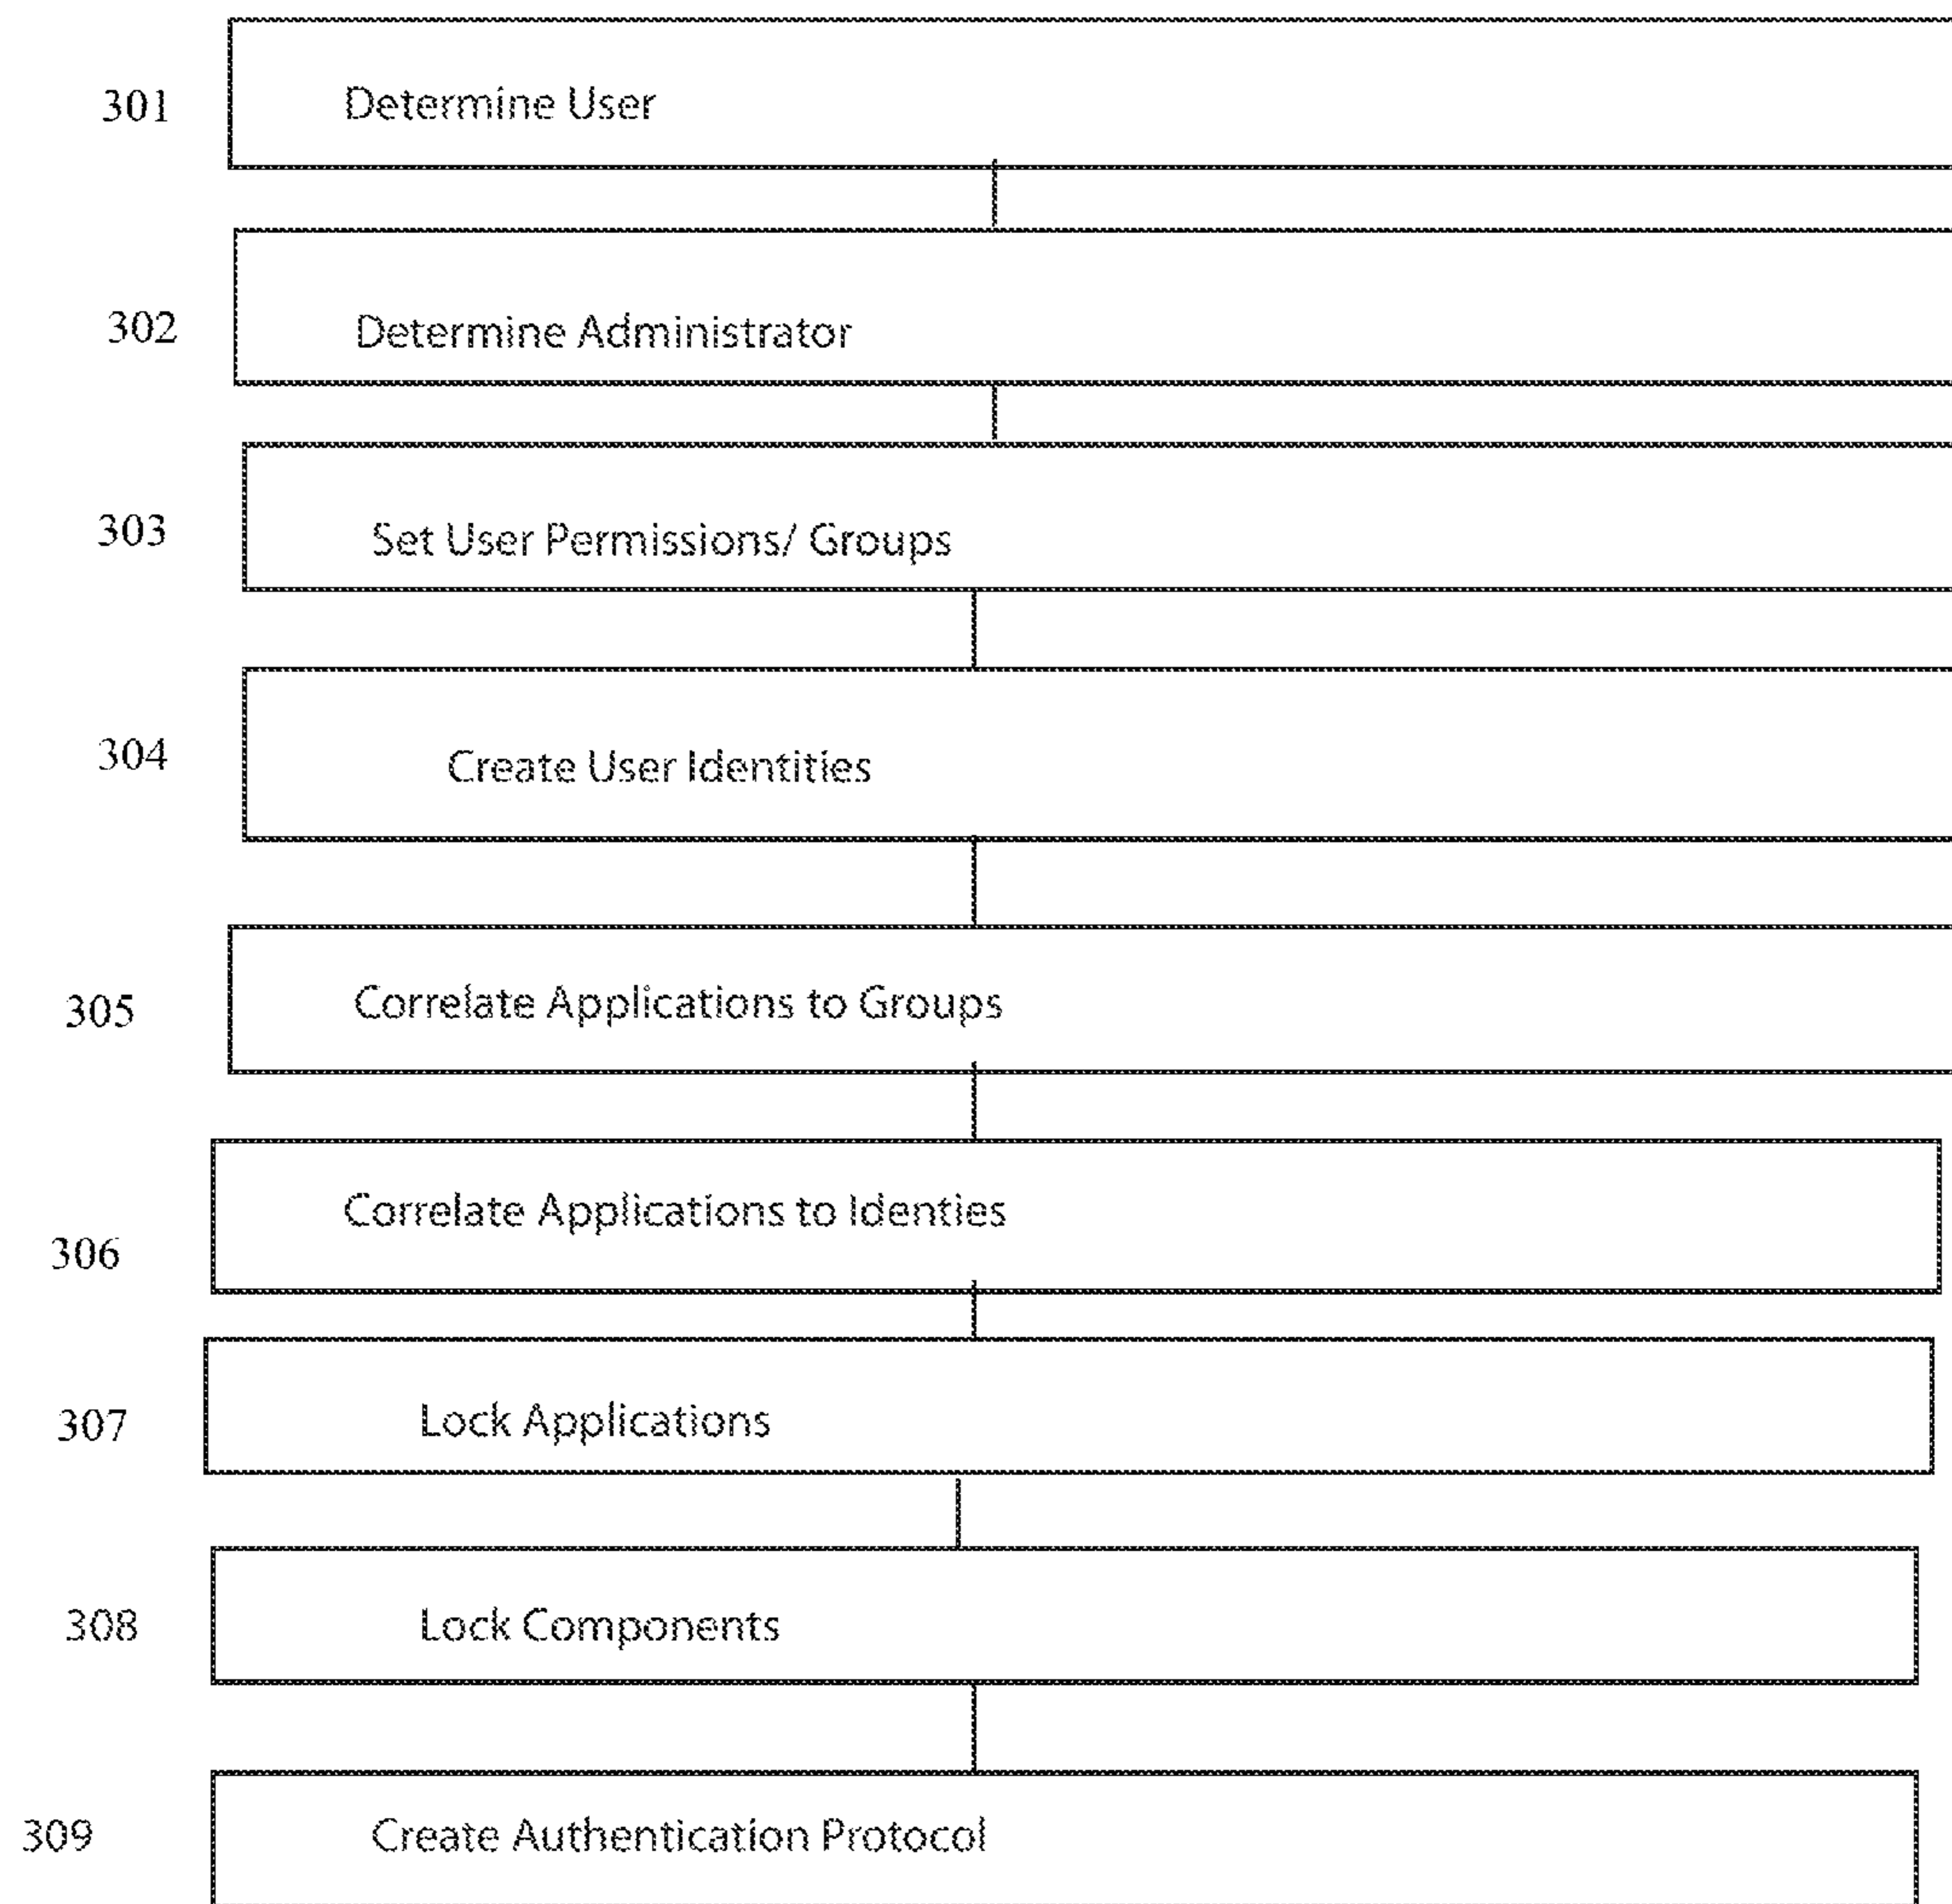 301 Determine User
302 Determine Administrator
303 Set User Permissions/ Groups
304 Create User Identities
305 Correlate Applications to Groups
306 Correlate Applications to Identies
307 Lock Applications
308 Lock Components
309 Create Authentication Protocol